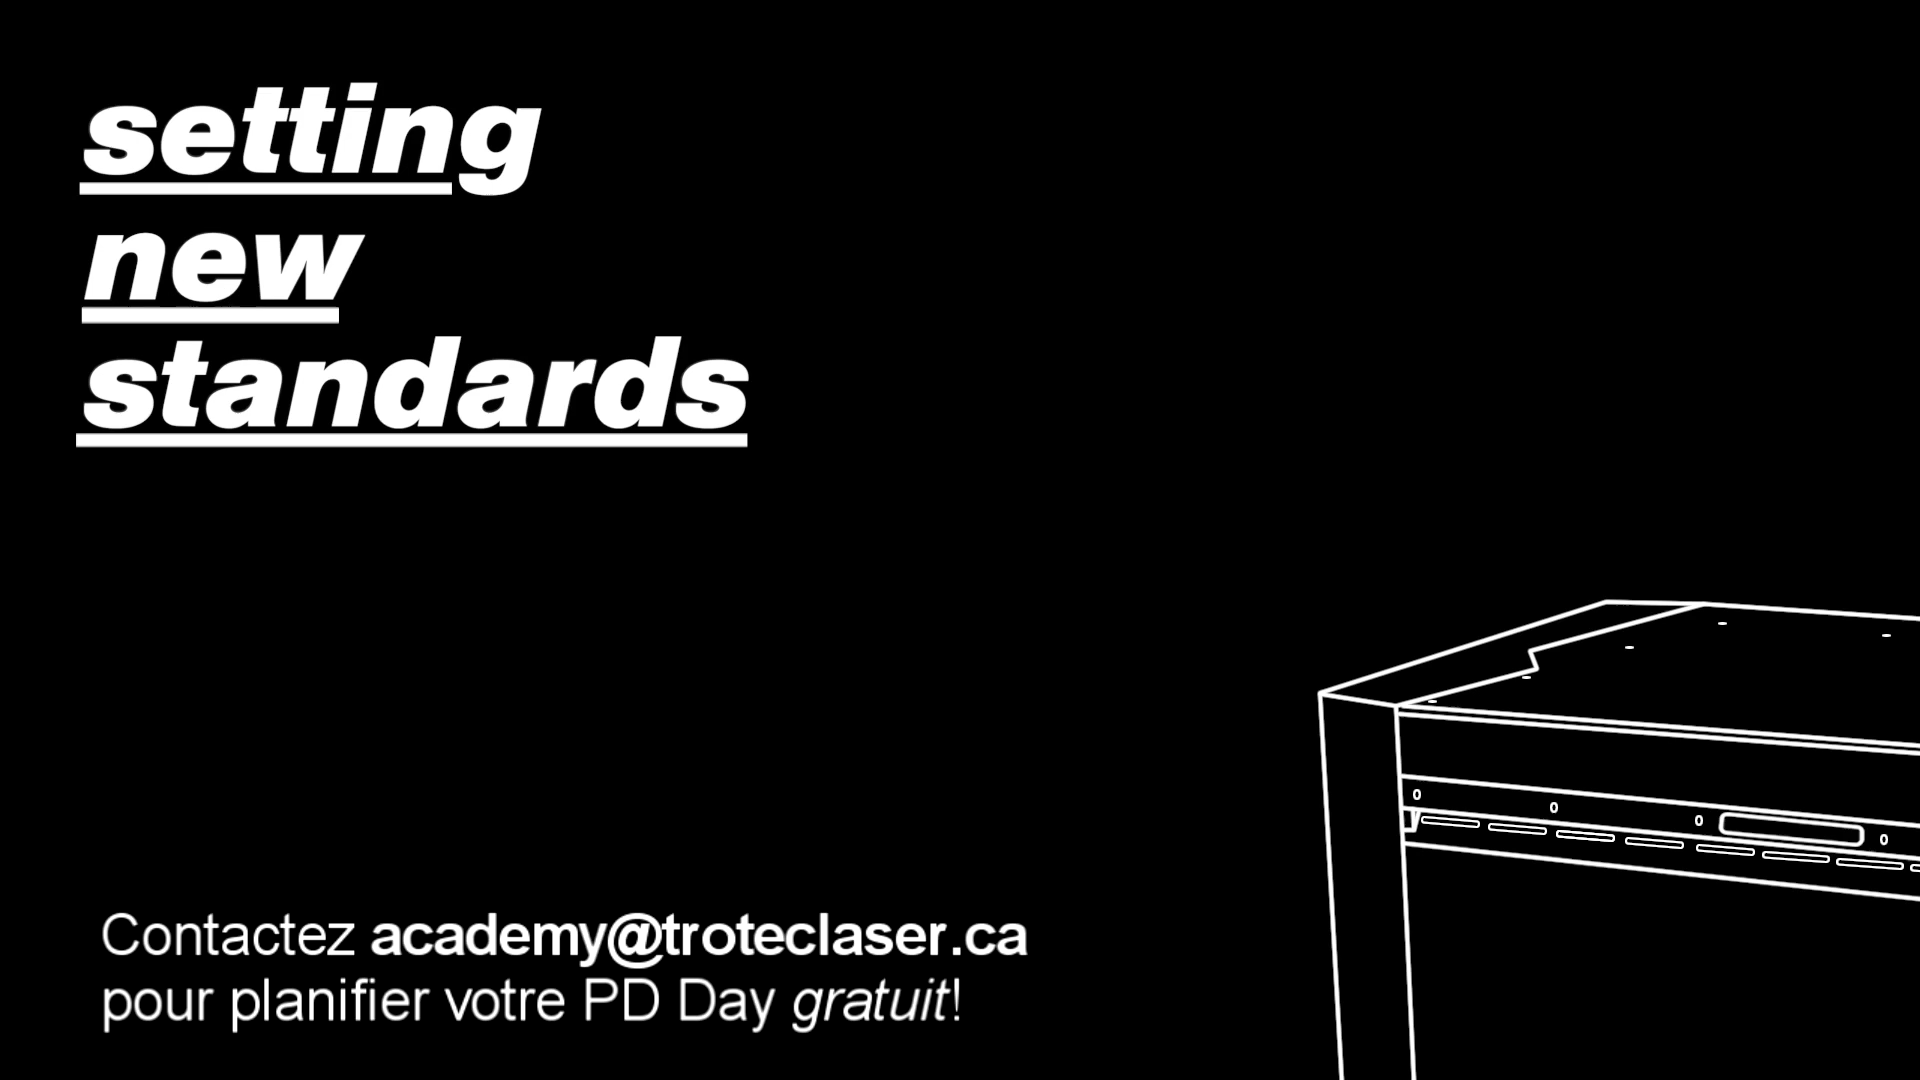 setting
new
standards
Contactez academy@troteclaser.ca
pour planifier votre PD Day gratuit!